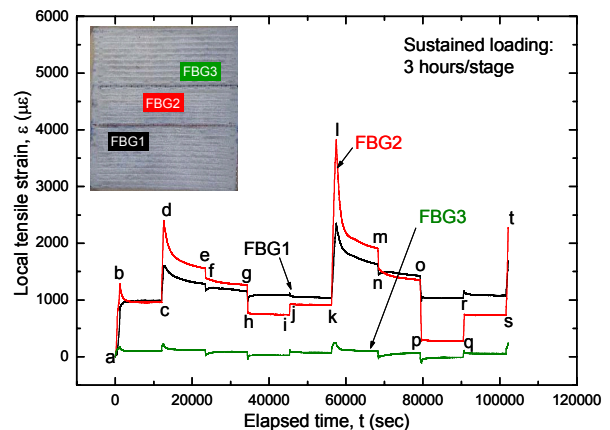 6000
5000
4000
3000
2000
1000
0
Local tensile strain, ε (με)
Sustained loading:
3 hours/stage
FBG3
FBG2
FBG1
l
FBG2
d
t
FBG3
m
e
f
g
FBG1
n
o
b
c
h
i
j
k
r
p
q
s
a
0
20000
40000
60000
80000
100000
120000
Elapsed time, t (sec)